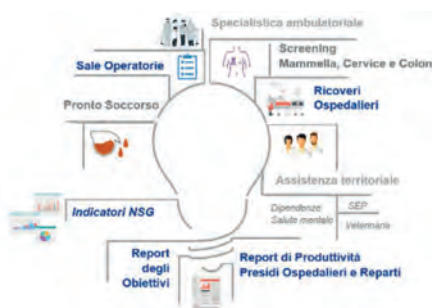 Specialistica ambulatoriale
Screening
Mammella, Cervice e Colon
Sale Operatorie
Ricoveri
Ospedalieri
Pronto Soccorso
Assistenza territoriale
Dipendenze
Salute mentale
SEP
Veterinaria
Indicatori NSG
Report
degli
Obiettivi
Report di Produttività
Presidi Ospedalieri e Reparti